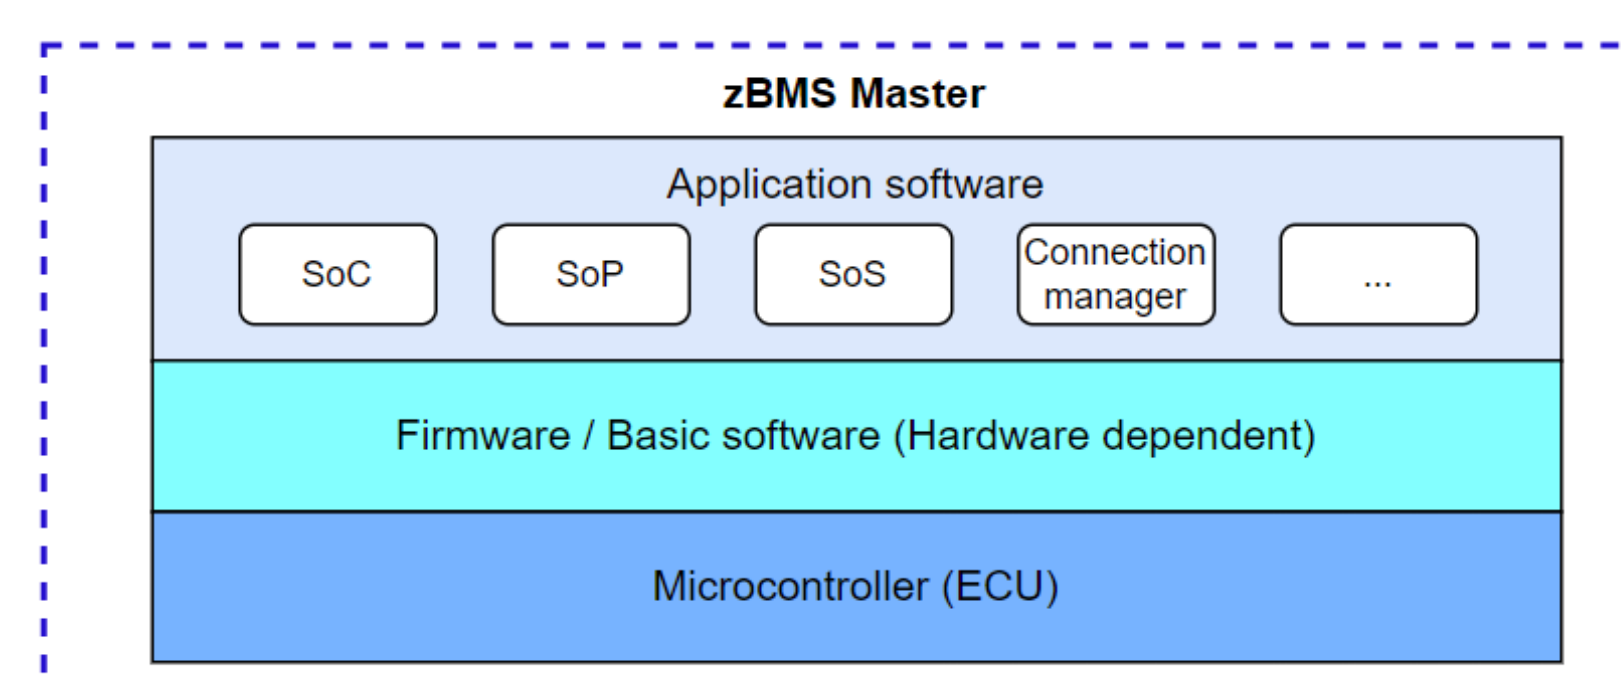 zBMS Master
Application software
SoC
SoP
SoS
Connection
manager
...
Firmware / Basic software (Hardware dependent)
Microcontroller (ECU)